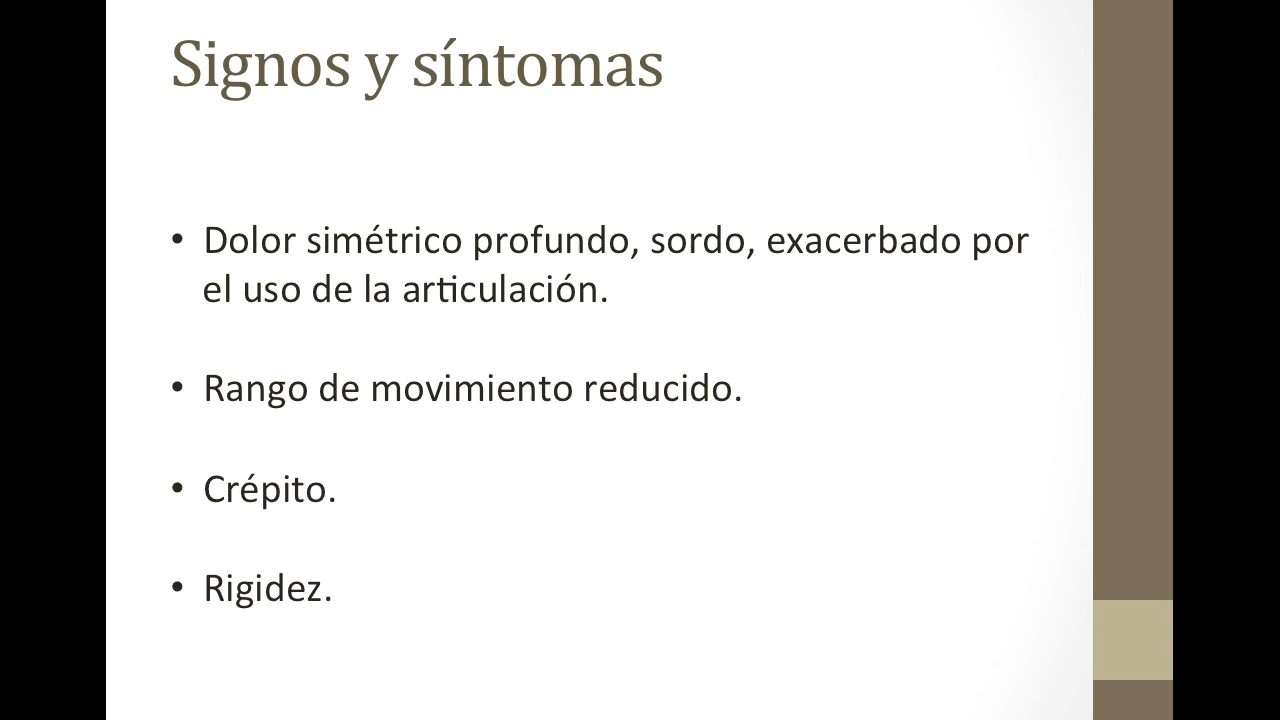 Signos y síntomas
• Dolor simétrico profundo, sordo, exacerbado por
el uso de la articulación.
• Rango de movimiento reducido.
• Crépito.
• Rigidez.